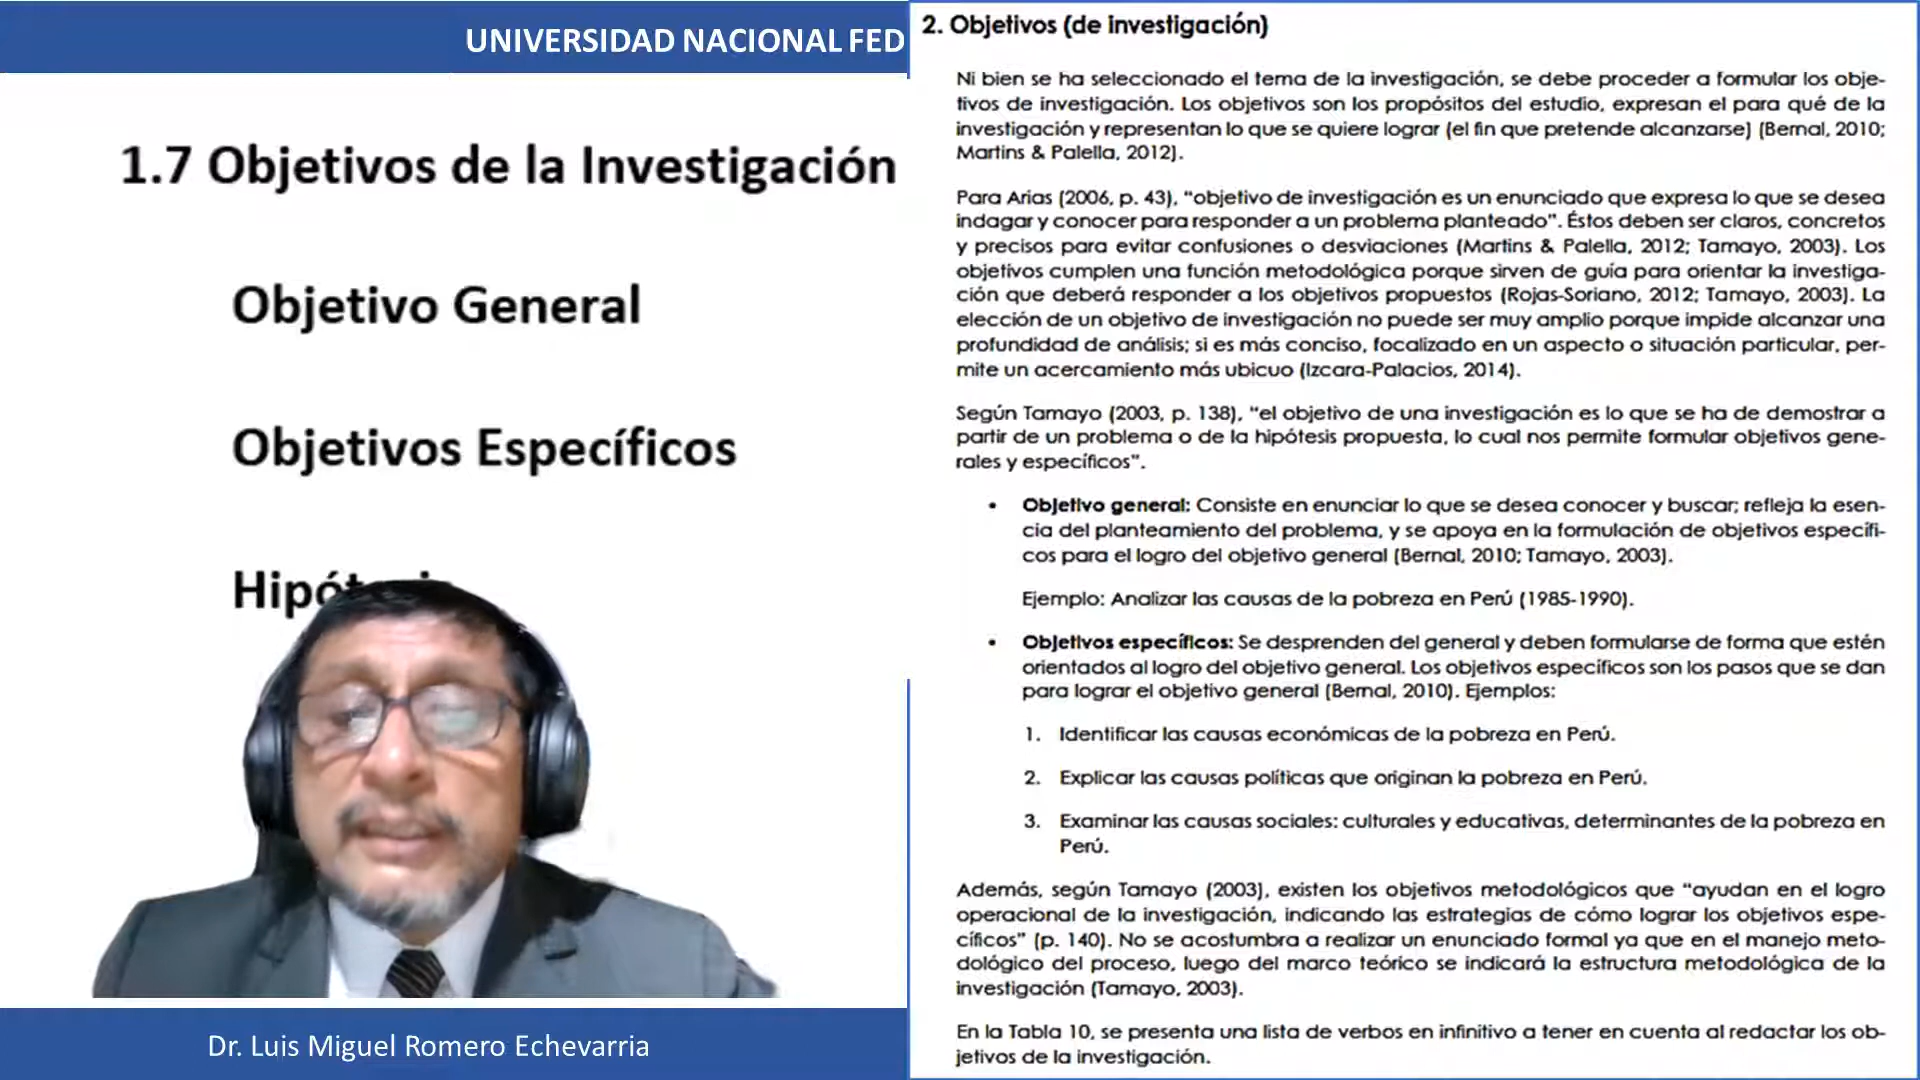 UNIVERSIDAD NACIONAL FED
1.7 Objetivos de la Investigación
Objetivo General
Objetivos Específicos
Dr. Luis Miguel Romero Echevarria
2. Objetivos (de investigación)
Ni bien se ha seleccionado el tema de la investigación, se debe proceder a formular los obje-
tivos de investigación. Los objetivos son los propósitos del estudio, expresan el para qué de la
investigación y representan lo que se quiere lograr (el fin que pretende alcanzarse) (Bernal, 2010;
Martins & Palella, 2012).
Para Arias (2006, p. 43), “objetivo de investigación es un enunciado que expresa lo que se desea
indagar y conocer para responder a un problema planteado”. Éstos deben ser claros, concretos
y precisos para evitar confusiones o desviaciones (Martins & Palella, 2012; Tamayo, 2003). Los
objetivos cumplen una función metodológica porque sirven de guía para orientar la investiga-
ción que deberá responder a los objetivos propuestos (Rojas-Soriano, 2012; Tamayo, 2003). La
elección de un objetivo de investigación no puede ser muy amplio porque impide alcanzar una
profundidad de análisis; si es más conciso, focalizado en un aspecto o situación particular, per-
mite un acercamiento más ubicuo (Izcara-Palacios, 2014).
Según Tamayo (2003, p. 138), “el objetivo de una investigación es lo que se ha de demostrar a
partir de un problema o de la hipótesis propuesta, lo cual nos permite formular objetivos gene-
rales y específicos”.
• Objetivo general: Consiste en enunciar lo que se desea conocer y buscar; refleja la esen-
cia del planteamiento del problema, y se apoya en la formulación de objetivos específi-
cos para el logro del objetivo general (Bernal, 2010; Tamayo, 2003).
Ejemplo: Analizar las causas de la pobreza en Perú (1985-1990).
• Objetivos específicos: Se desprenden del general y deben formularse de forma que estén
orientados al logro del objetivo general. Los objetivos específicos son los pasos que se dan
para lograr el objetivo general (Bernal, 2010). Ejemplos:
1. Identificar las causas económicas de la pobreza en Perú.
2. Explicar las causas políticas que originan la pobreza en Perú.
3. Examinar las causas sociales: culturales y educativas, determinantes de la pobreza en
Perú.
Además, según Tamayo (2003), existen los objetivos metodológicos que “ayudan en el logro
operacional de la investigación, indicando las estrategias de cómo lograr los objetivos espe-
cíficos” (p. 140). No se acostumbra a realizar un enunciado formal ya que en el manejo meto-
dológico del proceso, luego del marco teórico se indicará la estructura metodológica de la
investigación (Tamayo, 2003).
En la Tabla 10, se presenta una lista de verbos en infinitivo a tener en cuenta al redactar los ob-
jetivos de la investigación.